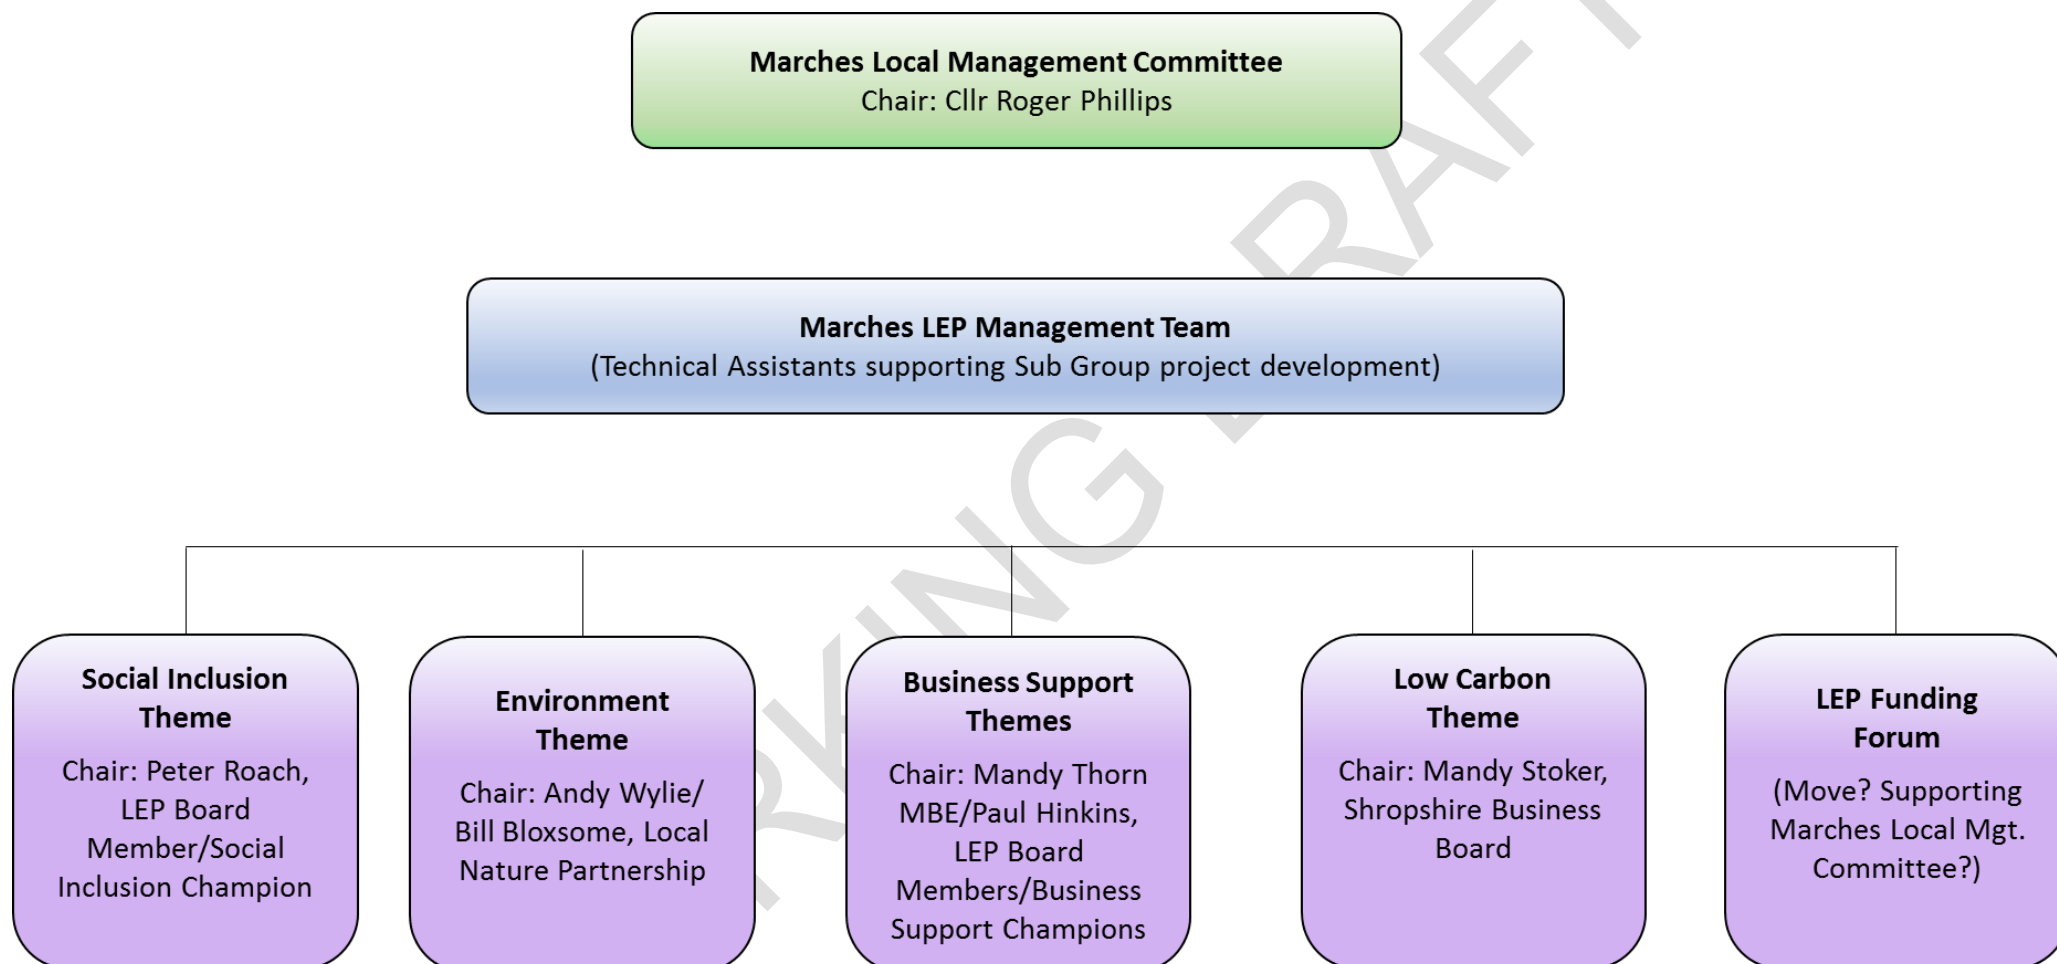 Marches Local Management Committee
Chair: Cllr Roger Phillips
Marches LEP Management Team
(Technical Assistants supporting Sub Group project development)
Social Inclusion
Theme
Chair: Peter Roach,
LEP Board
Member/Social
Inclusion Champion
Environment
Theme
Chair: Andy Wylie/
Bill Bloxsome, Local
Nature Partnership
Business Support
Themes
Chair: Mandy Thorn
MBE/Paul Hinkins,
LEP Board
Members/Business
Support Champions
Low Carbon
Theme
Chair: Mandy Stoker,
Shropshire Business
Board
LEP Funding
Forum
(Move? Supporting
Marches Local Mgt.
Committee?)
RKING DRAFT